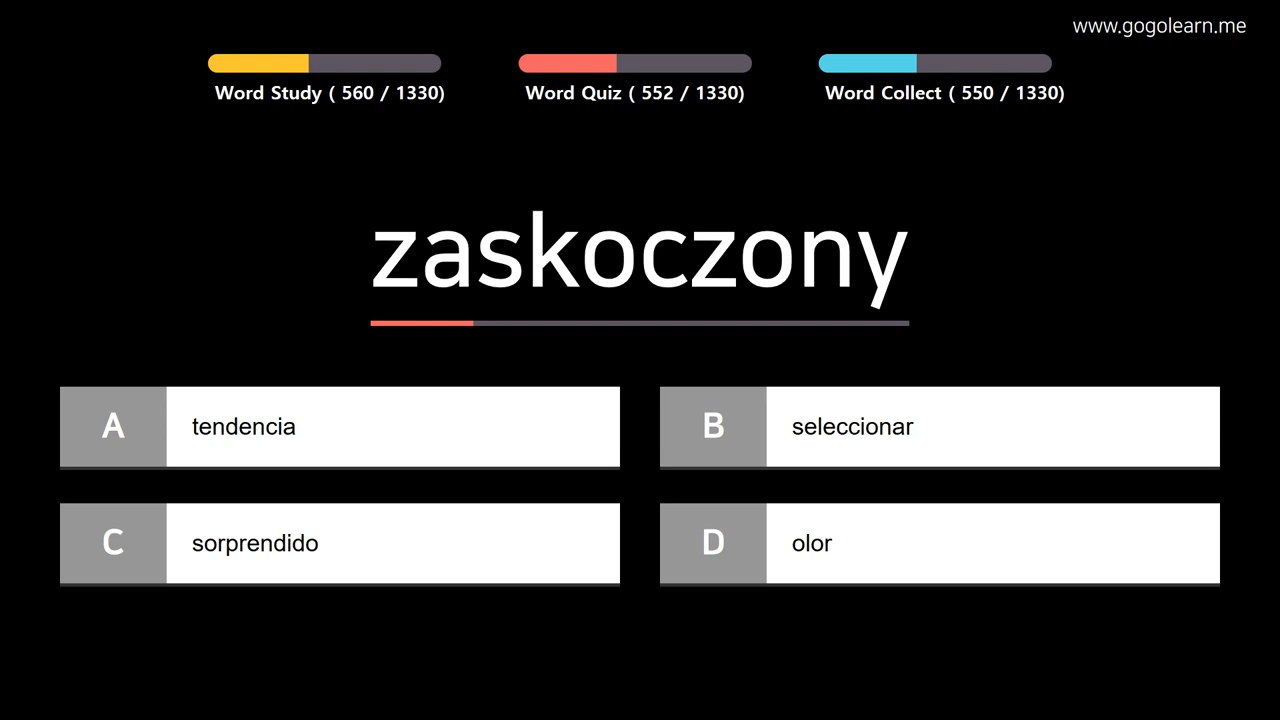 www.gogolearn.me
Word Study ( 560 / 1330)
Word Quiz ( 552 / 1330)
Word Collect ( 550 / 1330)
zaskoczony
A tendencia
B seleccionar
C sorprendido
D olor